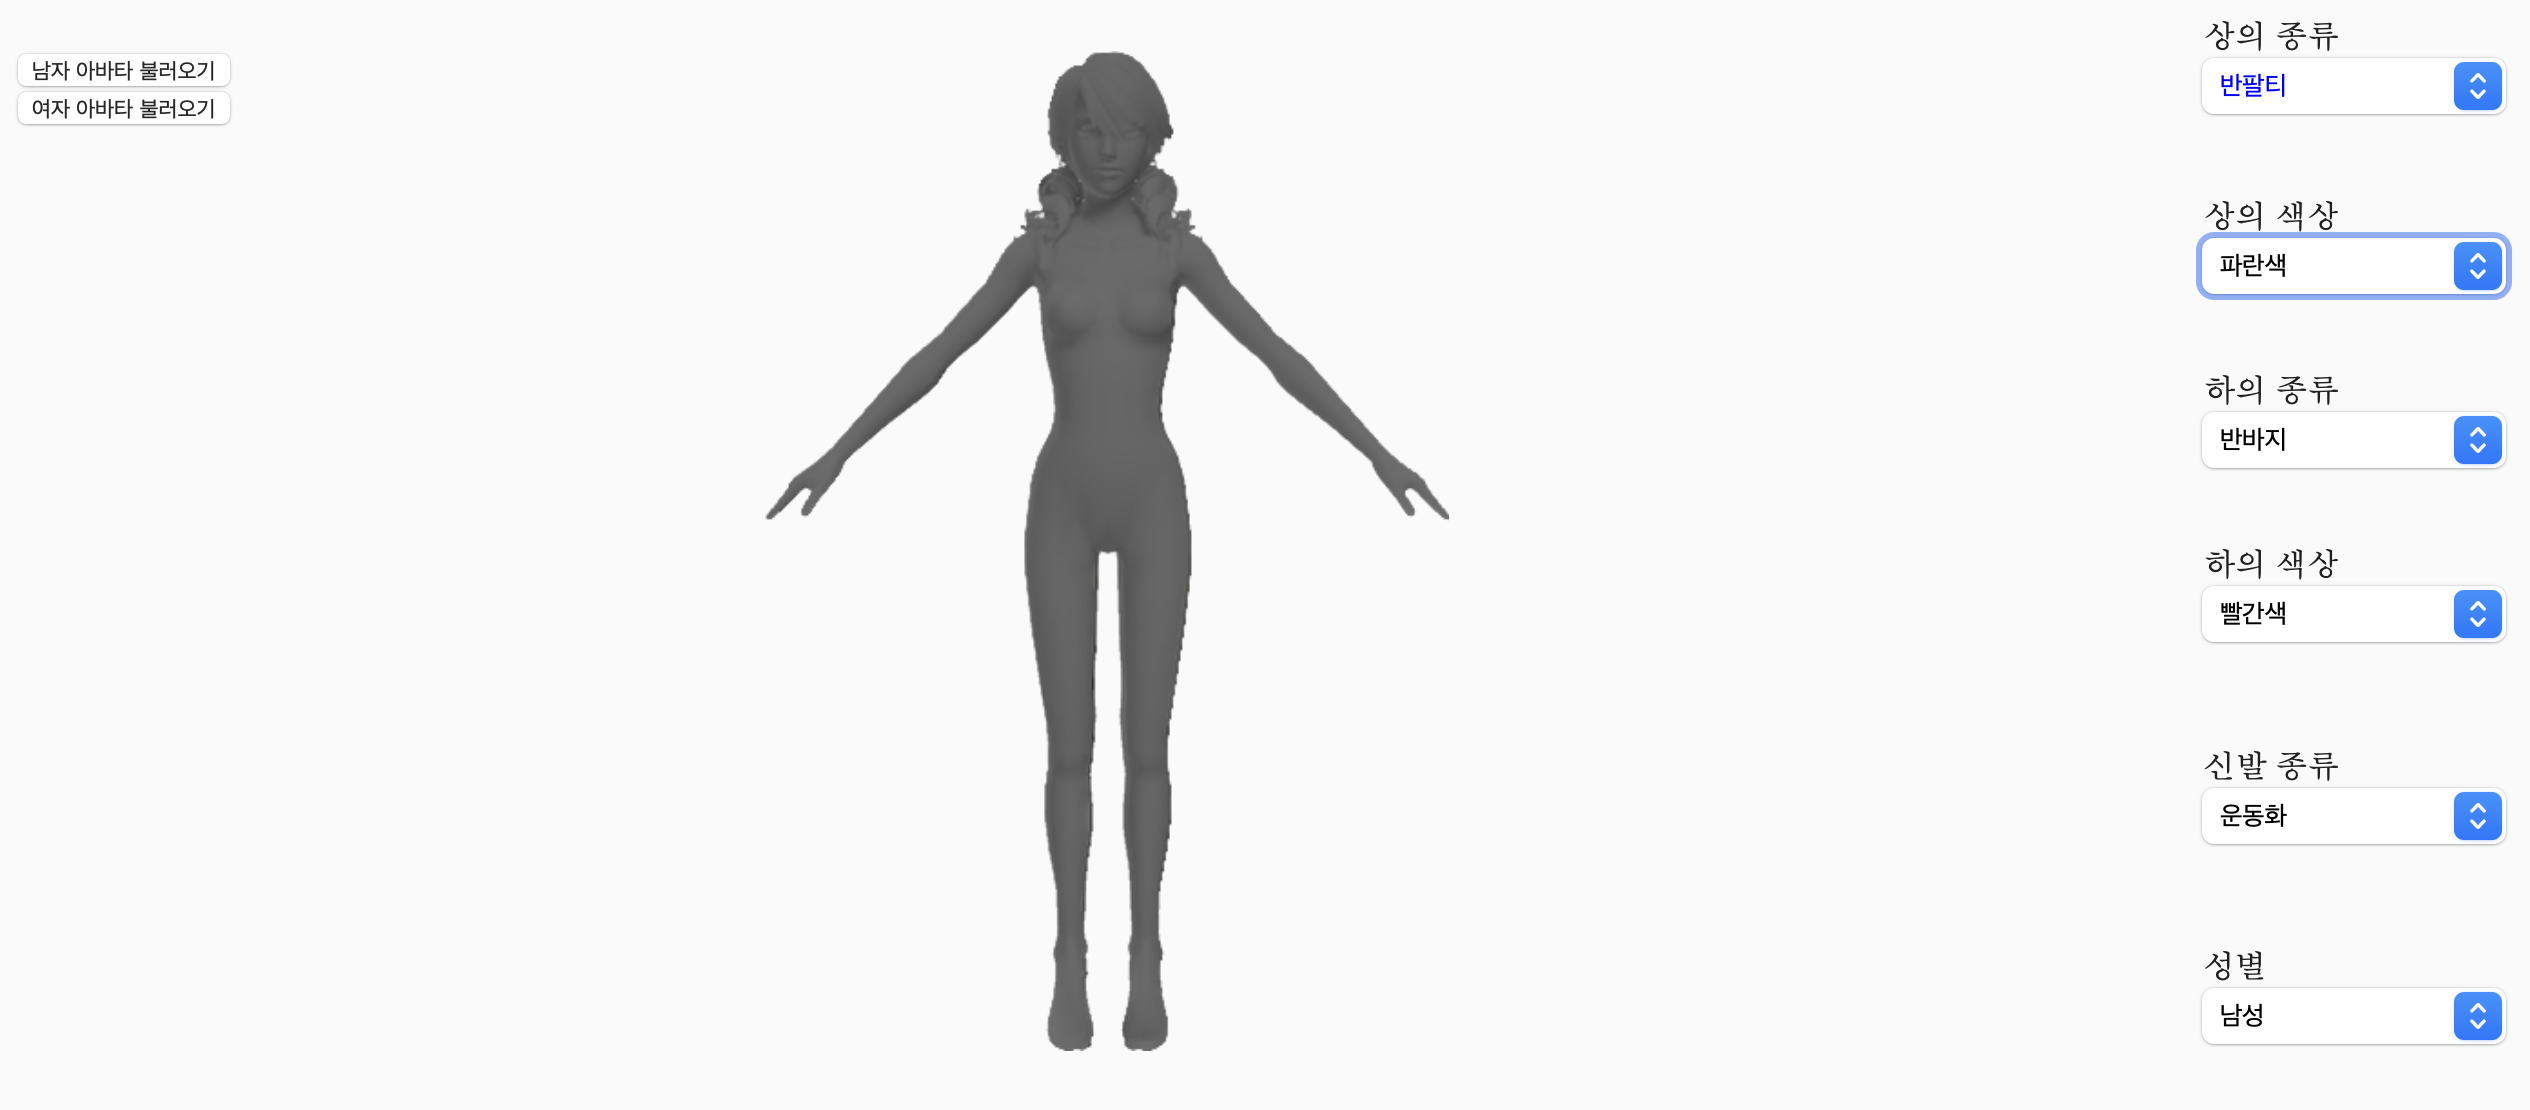 남자 아바타 불러오기
여자 아바타 불러오기
상의 종류
반팔티
상의 색상
파란색
하의 종류
반바지
하의 색상
빨간색
신발 종류
운동화
성별
남성